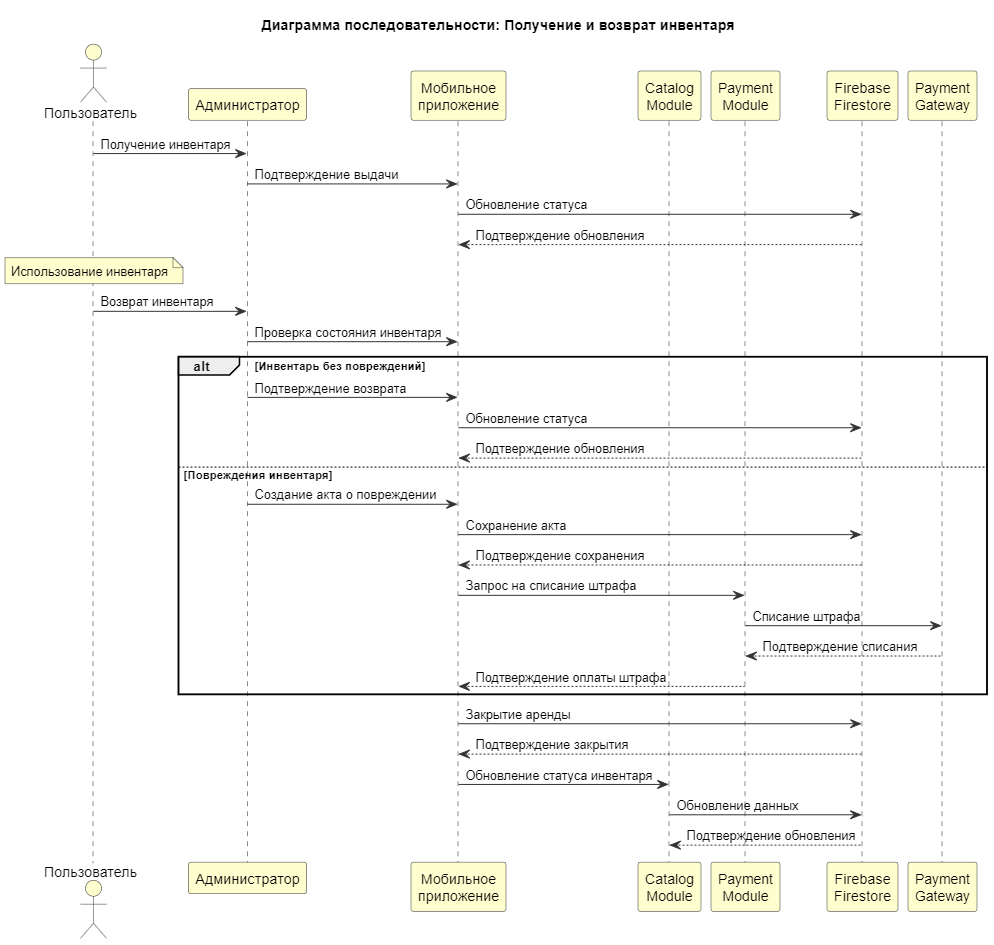 Диаграмма последовательности: Получение и возврат инвентаря
Пользователь
Администратор
Мобильное
приложение
Catalog
Module
Payment
Module
Firebase
Firestore
Payment
Gateway
Получение инвентаря
Подтверждение выдачи
Обновление статуса
Подтверждение обновления
Использование инвентаря
Возврат инвентаря
Проверка состояния инвентаря
alt
[Инвентарь без повреждений]
Подтверждение возврата
Обновление статуса
Подтверждение обновления
[Повреждения инвентаря]
Создание акта о повреждении
Сохранение акта
Подтверждение сохранения
Запрос на списание штрафа
Списание штрафа
Подтверждение списания
Подтверждение оплаты штрафа
Закрытие аренды
Подтверждение закрытия
Обновление статуса инвентаря
Обновление данных
Подтверждение обновления
Пользователь
Администратор
Мобильное
приложение
Catalog
Module
Payment
Module
Firebase
Firestore
Payment
Gateway